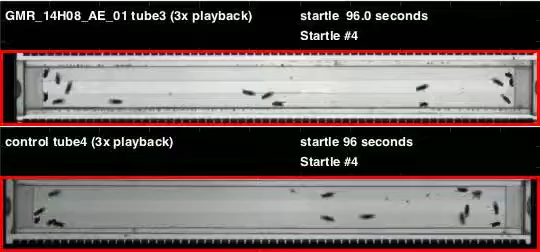 GMR_14H08_AE_01 tube3 (3x playback) startle 96.0 seconds
Startle #4
control tube4 (3x playback) startle 96 seconds
Startle #4